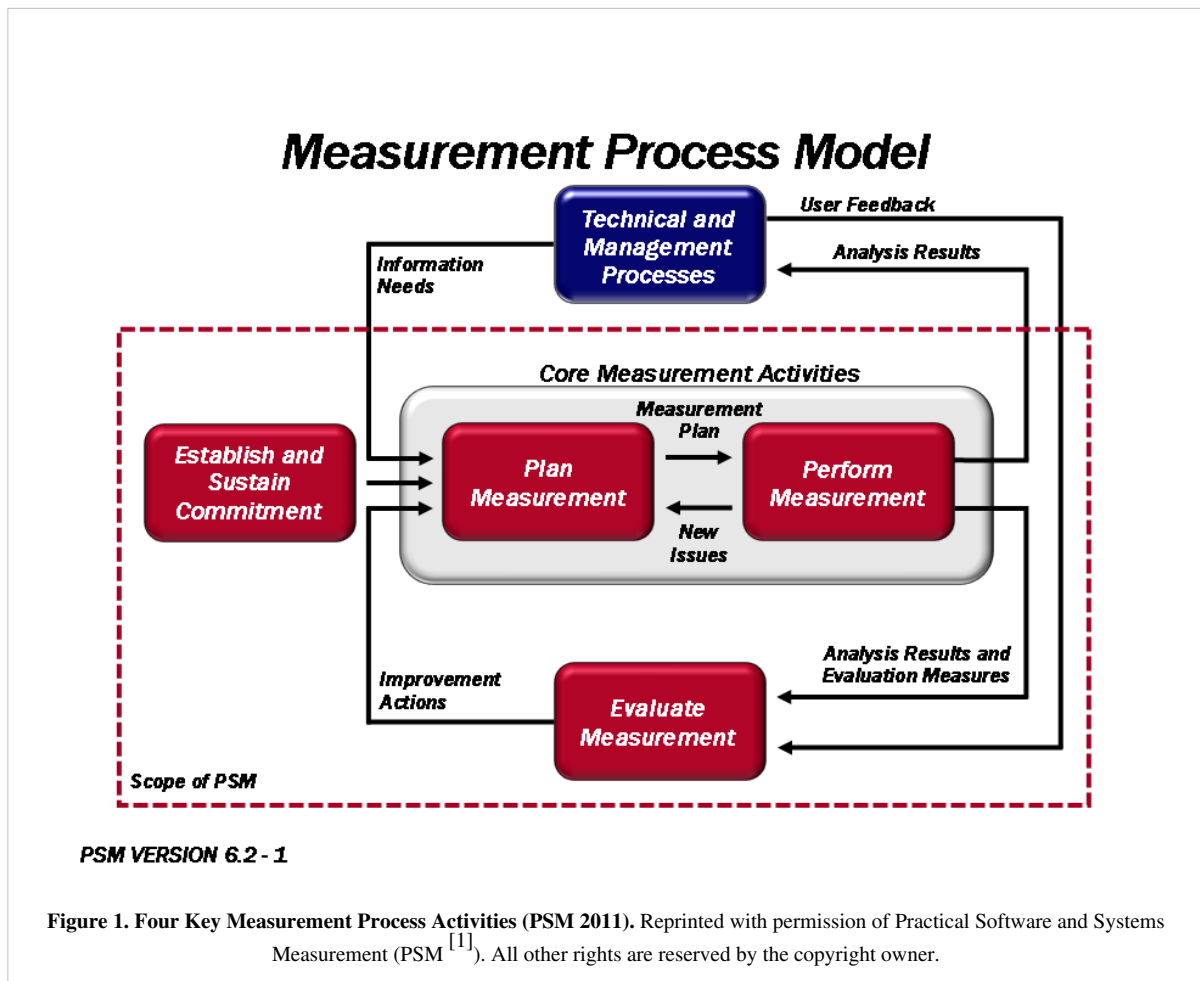 Measurement Process Model
Technical and
Management
Processes
User Feedback
Analysis Results
Information
Needs
Core Measurement Activities
Measurement
Plan
Establish and
Sustain
Commitment
Plan
Measurement
Perform
Measurement
New
Issues
Improvement
Actions
Evaluate
Measurement
Analysis Results and
Evaluation Measures
Scope of PSM
PSM VERSION 6.2 - 1
Figure 1. Four Key Measurement Process Activities (PSM 2011). Reprinted with permission of Practical Software and Systems
Measurement (PSM [1]). All other rights are reserved by the copyright owner.